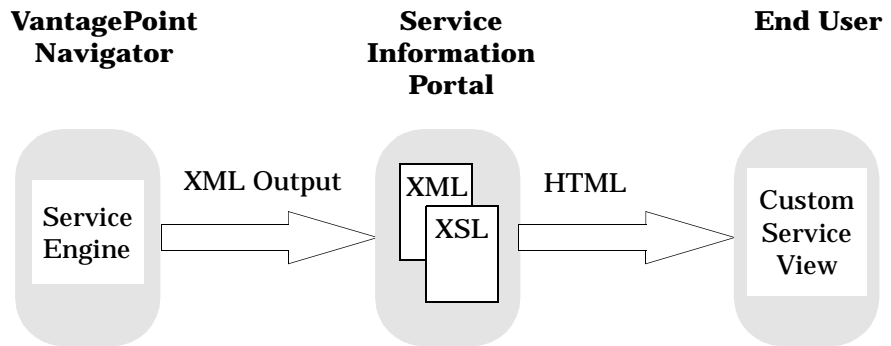 VantagePoint
Navigator
Service
Information
Portal
End User
Service
Engine
XML Output
XML
XSL
HTML
Custom
Service
View